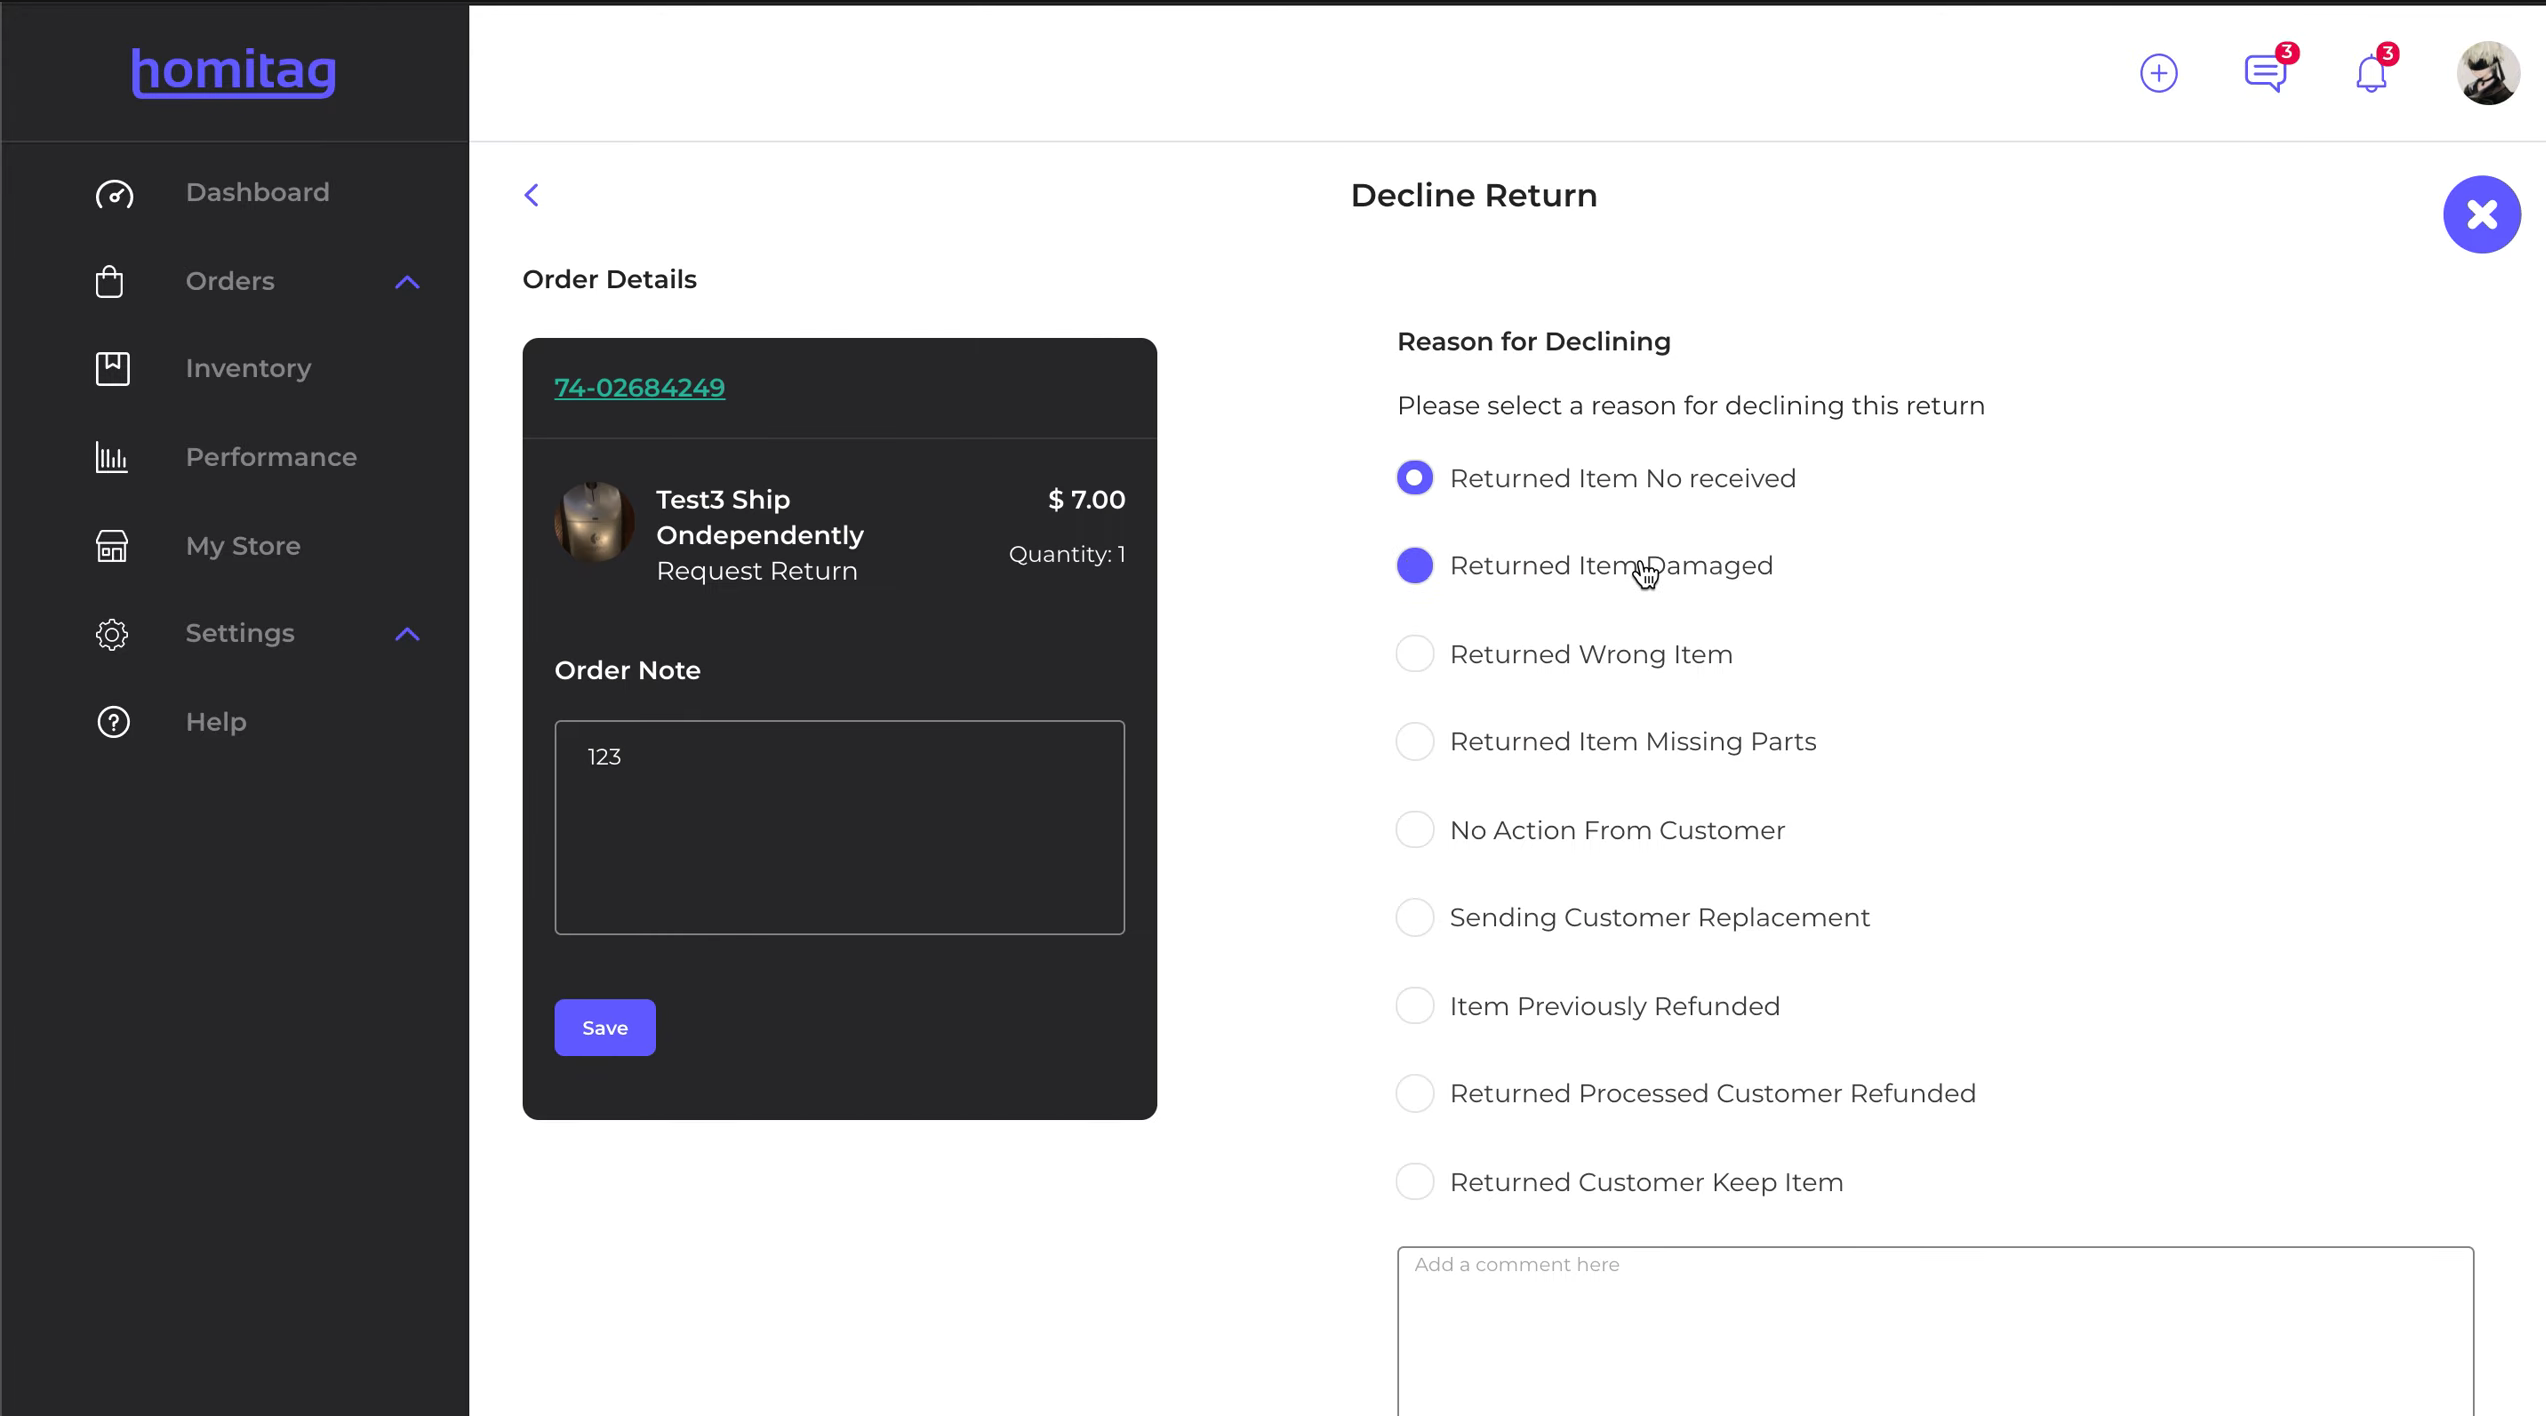 homitag
3
3
Dashboard
Orders
Inventory
Performance
My Store
Settings
Help
Decline Return
Order Details
74-02684249
Test3 Ship
Ondependently
Request Return
$ 7.00
Quantity: 1
Order Note
123
Save
Reason for Declining
Please select a reason for declining this return
Returned Item No received
Returned Item Damaged
Returned Wrong Item
Returned Item Missing Parts
No Action From Customer
Sending Customer Replacement
Item Previously Refunded
Returned Processed Customer Refunded
Returned Customer Keep Item
Add a comment here